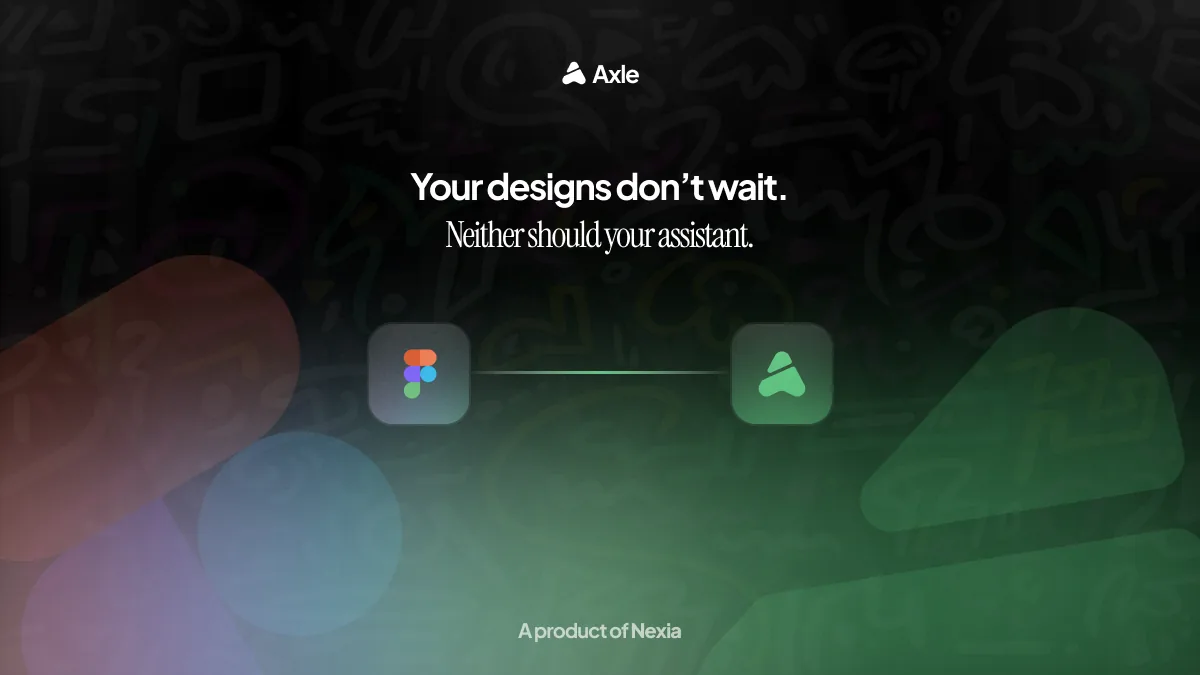 Axle
Your designs don’t wait.
Neither should your assistant.
A product of Nexia